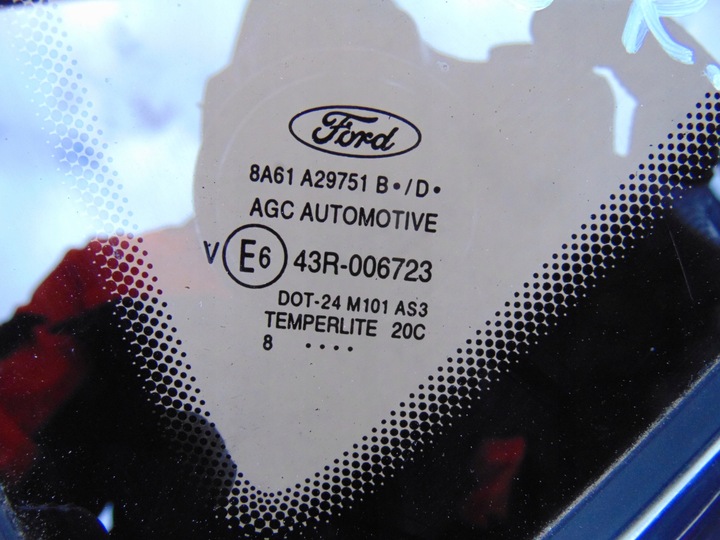 Ford
8A61 A29751 B•/D•
AGC AUTOMOTIVE
V E6 43R-006723
DOT-24 M101 AS3
TEMPERLITE 20C
8 ....